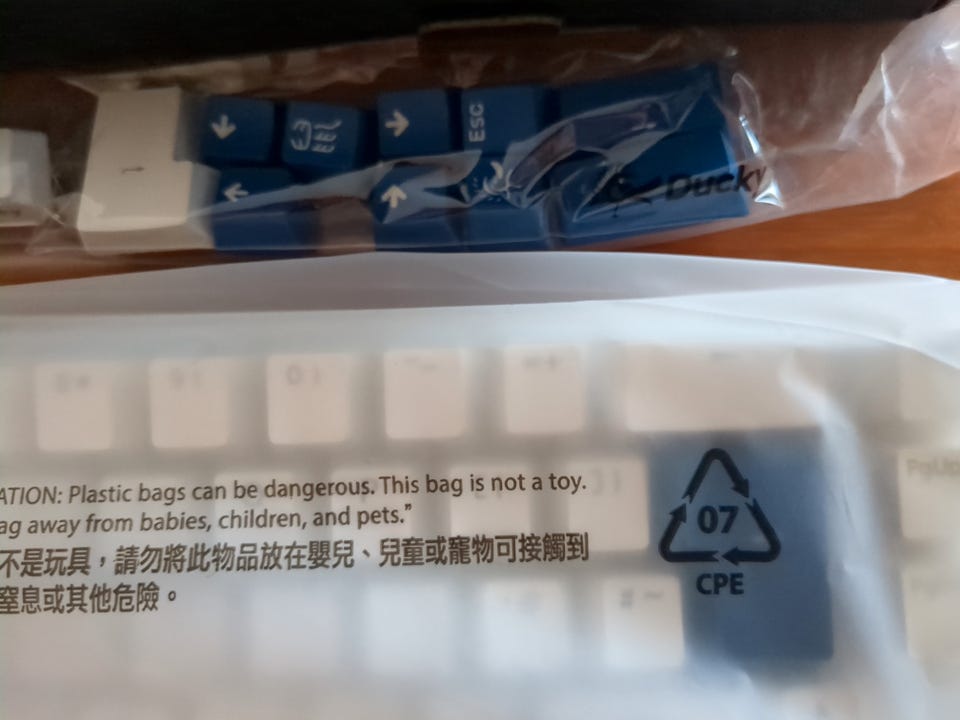 Esc
Ducky
ATION: Plastic bags can be dangerous. This bag is not a toy.
ag away from babies, children, and pets."
不是玩具，請勿將此物品放在嬰兒、兒童或寵物可接觸到
窒息或其他危險。
07
CPE
PgUp